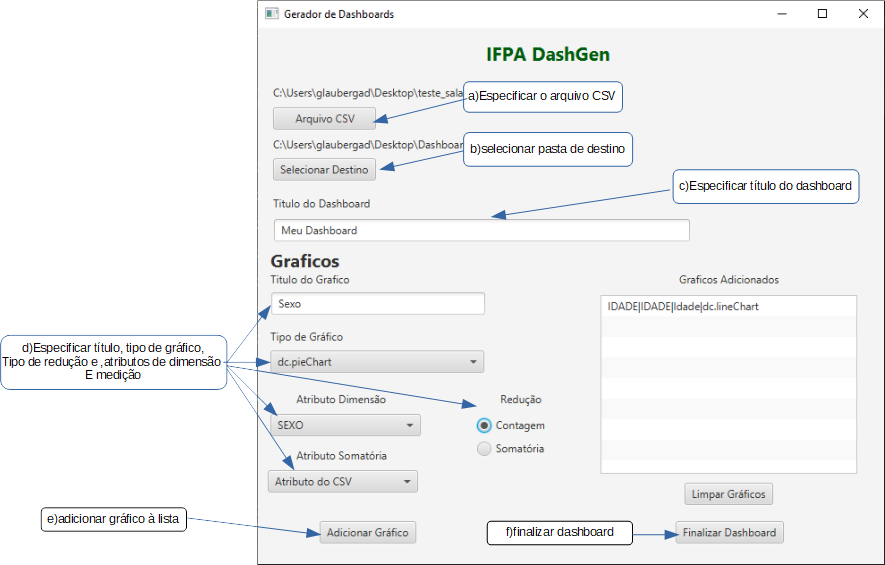 Gerador de Dashboards
IFPA DashGen
C:\Users\glaubergad\Desktop\teste_sala
a)Especificar o arquivo CSV
Arquivo CSV
C:\Users\glaubergad\Desktop\Dashboar
b)selecionar pasta de destino
Selecionar Destino
c)Especificar título do dashboard
Titulo do Dashboard
Meu Dashboard
Graficos
Titulo do Grafico
Graficos Adicionados
Sexo
IDADE|IDADE|Idade|dc.lineChart
d)Especificar título, tipo de gráfico,
Tipo de redução e ,atributos de dimensão
E medição
Tipo de Gráfico
dc.pieChart
Atributo Dimensão
Redução
SEXO
Contagem
Somatória
Atributo Somatória
Atributo do CSV
Limpar Gráficos
e)adicionar gráfico à lista
Adicionar Gráfico
f)finalizar dashboard
Finalizar Dashboard